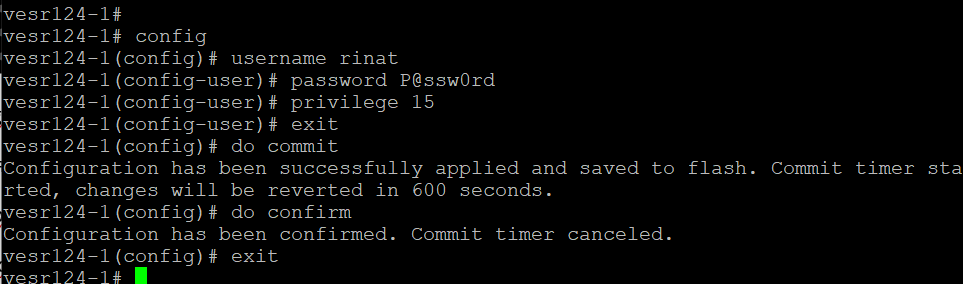 vesr124-1#
vesr124-1# config
vesr124-1(config)# username rinat
vesr124-1(config-user)# password P@ssw0rd
vesr124-1(config-user)# privilege 15
vesr124-1(config-user)# exit
vesr124-1(config)# do commit
Configuration has been successfully applied and saved to flash. Commit timer sta
rted, changes will be reverted in 600 seconds.
vesr124-1(config)# do confirm
Configuration has been confirmed. Commit timer canceled.
vesr124-1(config)# exit
vesr124-1#